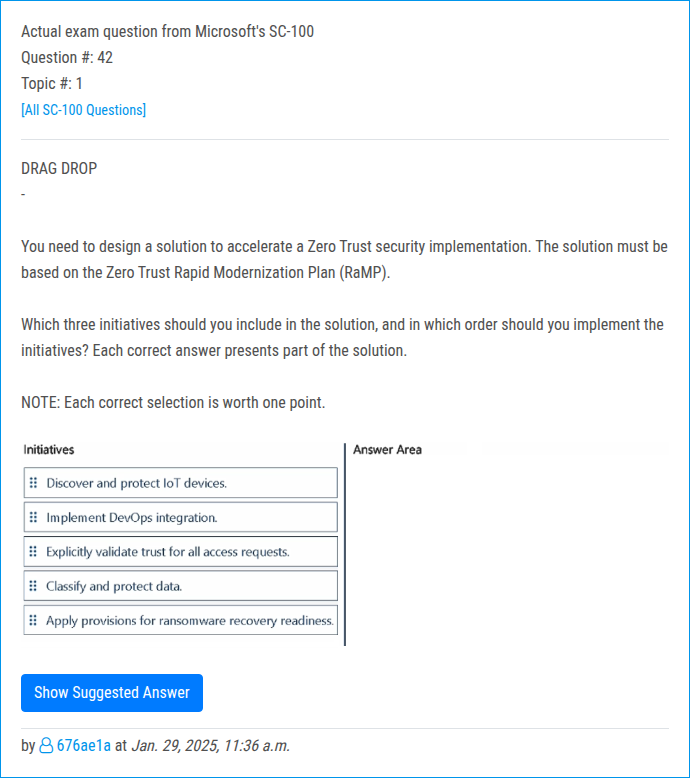 Actual exam question from Microsoft's SC-100
Question #: 42
Topic #: 1
[All SC-100 Questions]
DRAG DROP
-
You need to design a solution to accelerate a Zero Trust security implementation. The solution must be
based on the Zero Trust Rapid Modernization Plan (RaMP).
Which three initiatives should you include in the solution, and in which order should you implement the
initiatives? Each correct answer presents part of the solution.
NOTE: Each correct selection is worth one point.
Initiatives
Discover and protect IoT devices.
Implement DevOps integration.
Explicitly validate trust for all access requests.
Classify and protect data.
Apply provisions for ransomware recovery readiness.
Answer Area
Show Suggested Answer
by 676ae1a at Jan. 29, 2025, 11:36 a.m.